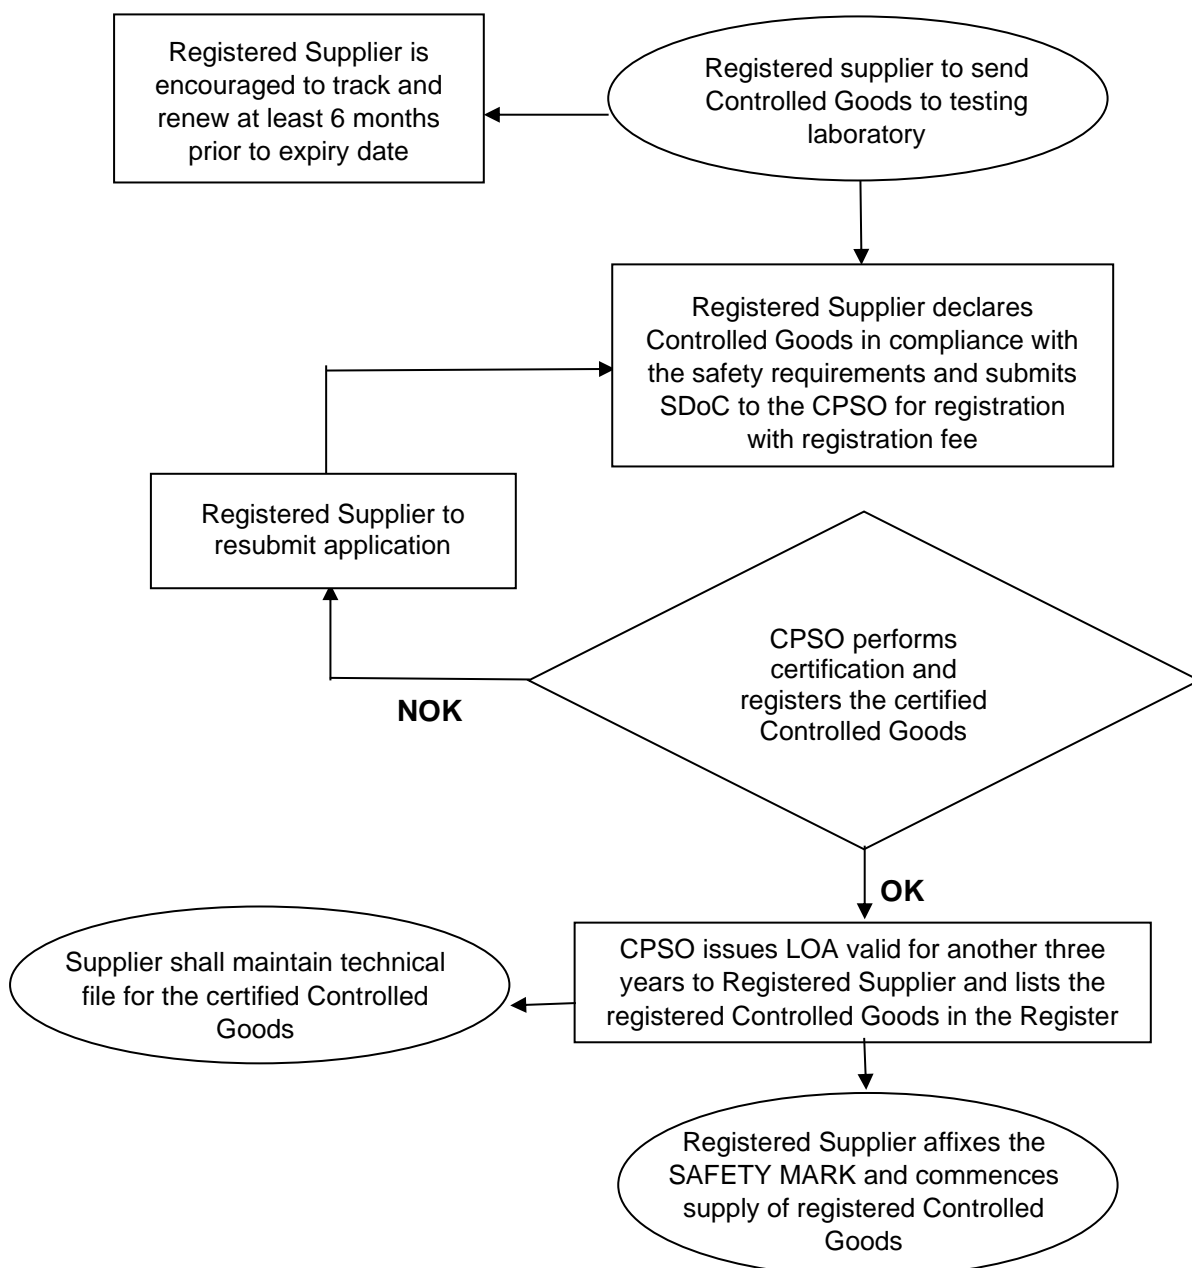 Registered Supplier is
encouraged to track and
renew at least 6 months
prior to expiry date
Registered supplier to send
Controlled Goods to testing
laboratory
Registered Supplier declares
Controlled Goods in compliance with
the safety requirements and submits
SDoC to the CPSO for registration
with registration fee
Registered Supplier to
resubmit application
CPSO performs
certification and
registers the certified
Controlled Goods
NOK
OK
CPSO issues LOA valid for another three
years to Registered Supplier and lists the
registered Controlled Goods in the Register
Supplier shall maintain technical
file for the certified Controlled
Goods
Registered Supplier affixes the
SAFETY MARK and commences
supply of registered Controlled
Goods